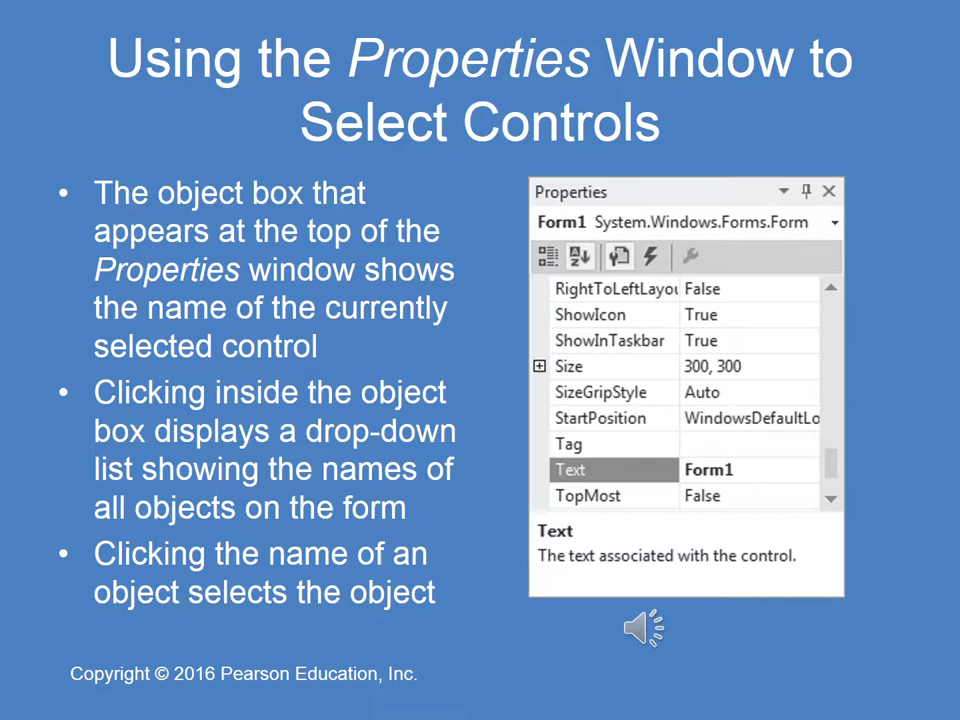 Using the Properties Window to
Select Controls
• The object box that
appears at the top of the
Properties window shows
the name of the currently
selected control
• Clicking inside the object
box displays a drop-down
list showing the names of
all objects on the form
• Clicking the name of an
object selects the object
Properties
Form1 System.Windows.Forms.Form
RightToLeftLayou False
ShowIcon True
ShowInTaskbar True
Size 300, 300
SizeGripStyle Auto
StartPosition WindowsDefaultLo
Tag
Text Form1
TopMost False
Text
The text associated with the control.
Copyright © 2016 Pearson Education, Inc.